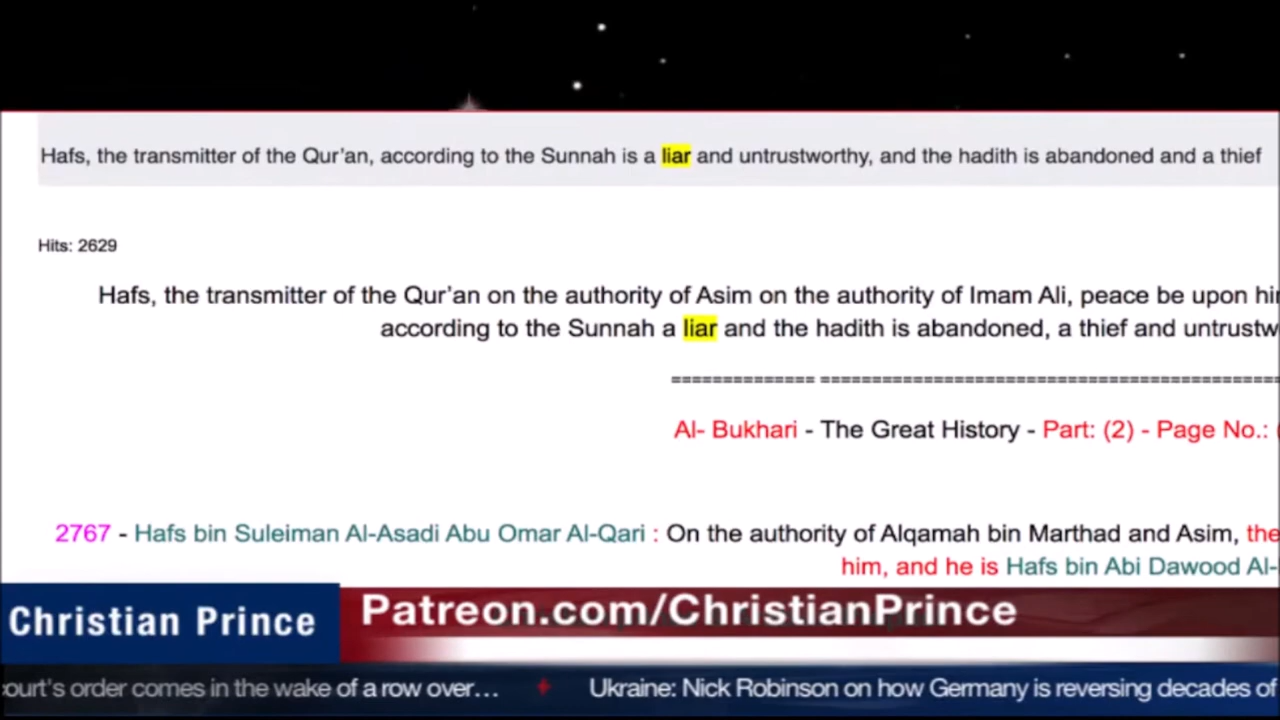 Hafs, the transmitter of the Qur'an, according to the Sunnah is a liar and untrustworthy, and the hadith is abandoned and a thief
Hits: 2629
Hafs, the transmitter of the Qur'an on the authority of Asim on the authority of Imam Ali, peace be upon
according to the Sunnah a liar and the hadith is abandoned, a thief and
============== ==============================================
Al- Bukhari - The Great History - Part: (2) - Page No.:
2767 - Hafs bin Suleiman Al-Asadi Abu Omar Al-Qari : On the authority of Alqamah bin Marthad and Asim, the
him, and he is Hafs bin Abi Dawood Al-
Christian Prince
Patreon.com/ChristianPrince
court's order comes in the wake of a row over… Ukraine: Nick Robinson on how Germany is reversing decades of